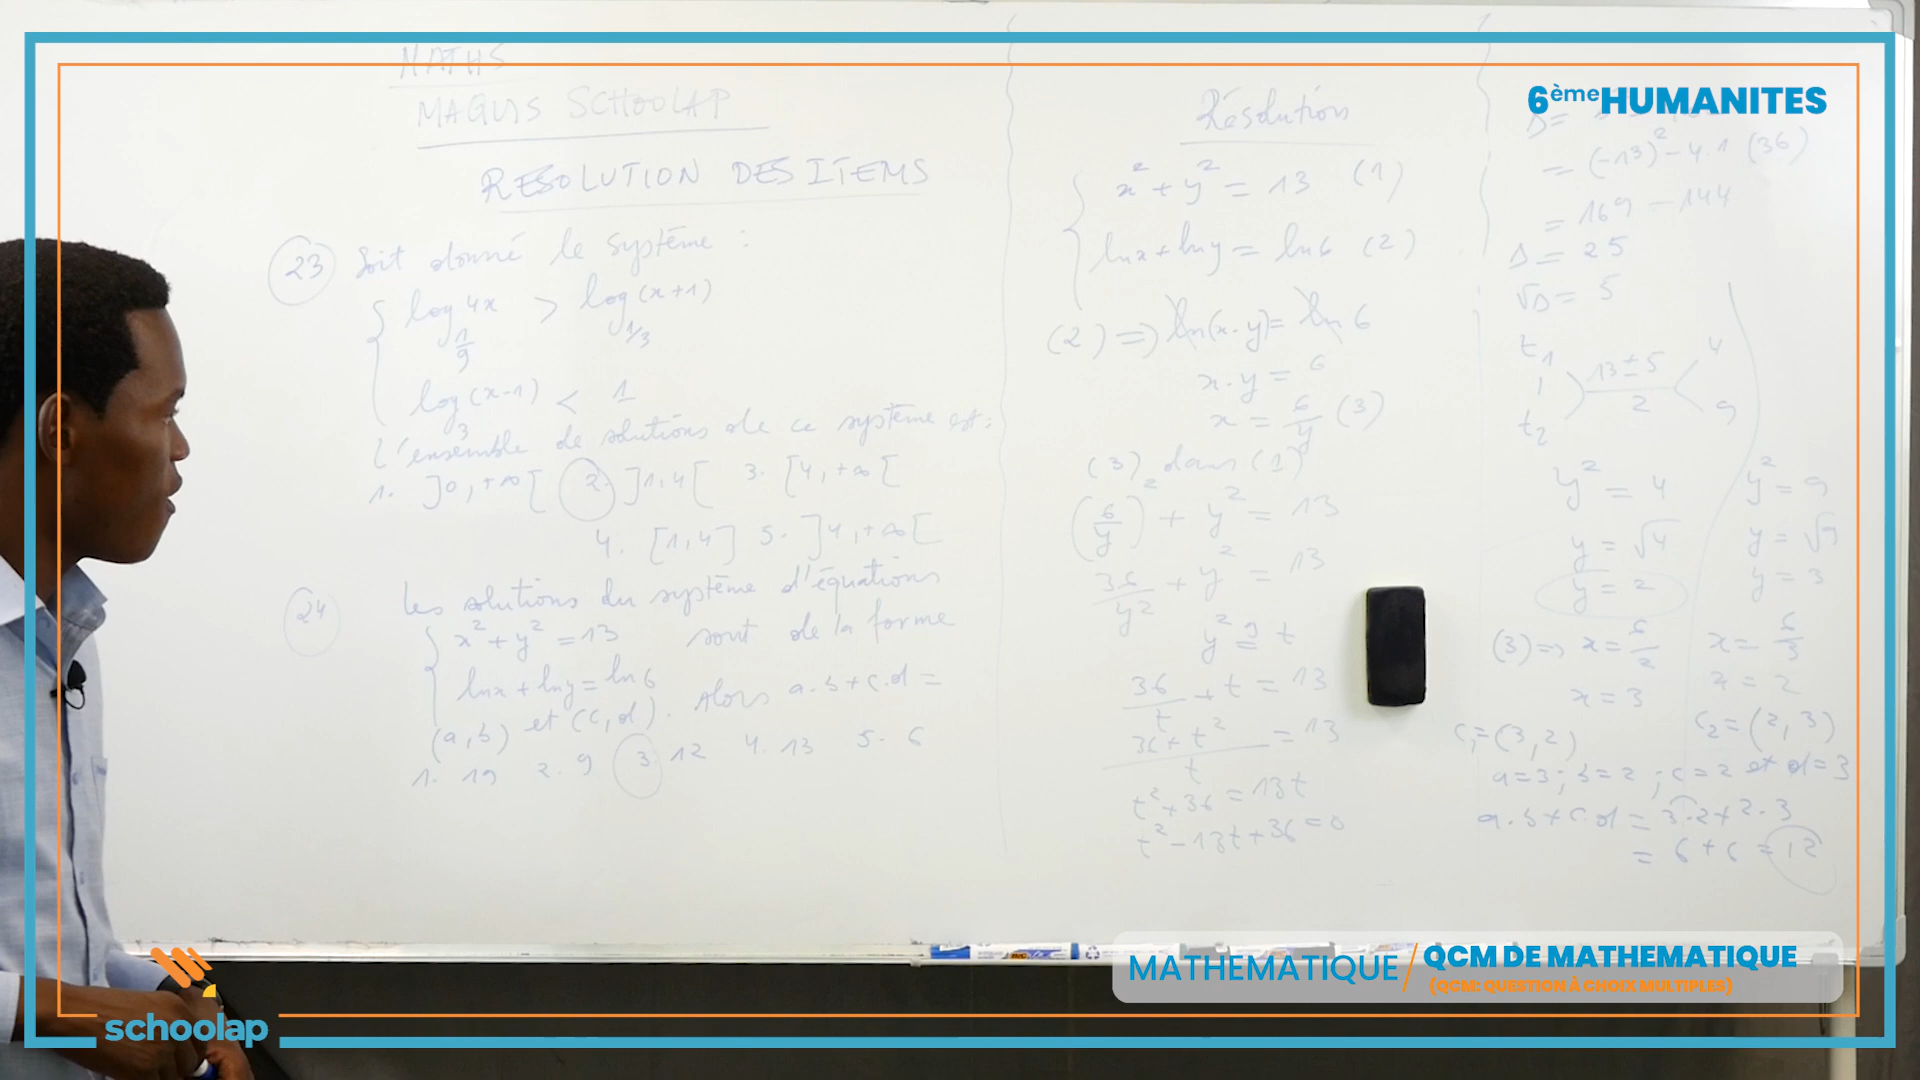 MATHS
MAQUIS SCHOOLAP
RESOLUTION DES ITEMS
23 Soit donné le système :
log 4x > log (x+1)
1/9 1/3
log (x-1) < 1
3
L'ensemble de solutions de ce système est :
1. ]0,+∞[ 2. ]1,4[ 3. [4,+∞[
4. [1,4] 5. ]4,+∞[
24 Les solutions du système d'équations
x² + y² = 13 sont de la forme
lnx + lny = ln6
(a,b) et (c,d). Alors a.b+c.d =
1. 19 2. 9 3. 12 4. 13 5. 6
Résolution
x² + y² = 13 (1)
lnx + lny = ln6 (2)
(2) => ln(x.y) = ln 6
x.y = 6
x = 6/y (3)
(3) dans (1)
(6/y)² + y² = 13
36/y² + y² = 13
y² = t
36/t + t = 13
36 + t² / t = 13
t² + 36 = 13t
t² - 13t + 36 = 0
Δ =
= (-13)² - 4.1 (36)
= 169 - 144
Δ = 25
√Δ = 5
t1
t2
13 ± 5 / 2
4
9
y² = 4
y = √4
y = 2
(3) => x = 6/2
x = 3
C1 = (3,2)
y² = 9
y = √9
y = 3
x = 6/3
x = 2
C2 = (2,3)
a=3 ; b=2 ; c=2 et d=3
a.b + c.d = 3.2 + 2.3
= 6 + 6 = 12
6ème HUMANITES
MATHEMATIQUE / QCM DE MATHEMATIQUE
(QCM: QUESTION À CHOIX MULTIPLES)
schoolap